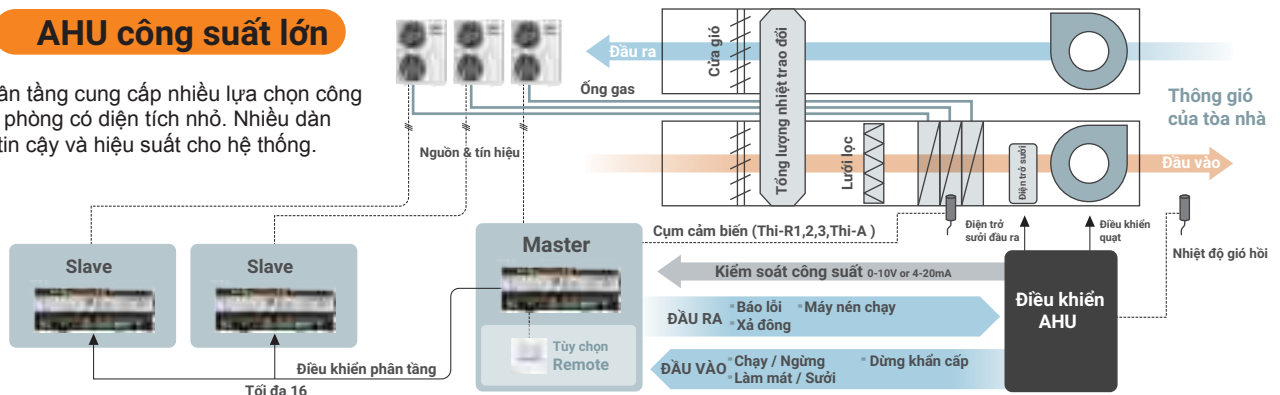 AHU công suất lớn
ân tầng cung cấp nhiều lựa chọn công
phòng có diện tích nhỏ. Nhiều dàn
tin cậy và hiệu suất cho hệ thống.
Đầu ra
Cửa gió
Tổng lượng nhiệt trao đổi
Ống gas
Thông gió
của tòa nhà
Nguồn & tín hiệu
Lưới lọc
Điện trở sưởi
Đầu vào
Cụm cảm biến (Thi-R1,2,3,Thi-A )
Điện trở
sưởi đầu ra
Điều khiển
quạt
Nhiệt độ gió hồi
Slave
Slave
Master
Kiểm soát công suất 0-10V or 4-20mA
Điều khiển
AHU
ĐẦU RA
Báo lỗi
Máy nén chạy
Xả đông
Tùy chọn
Remote
ĐẦU VÀO
Chạy / Ngừng
Dừng khẩn cấp
Làm mát / Sưởi
Điều khiển phân tầng
Tối đa 16